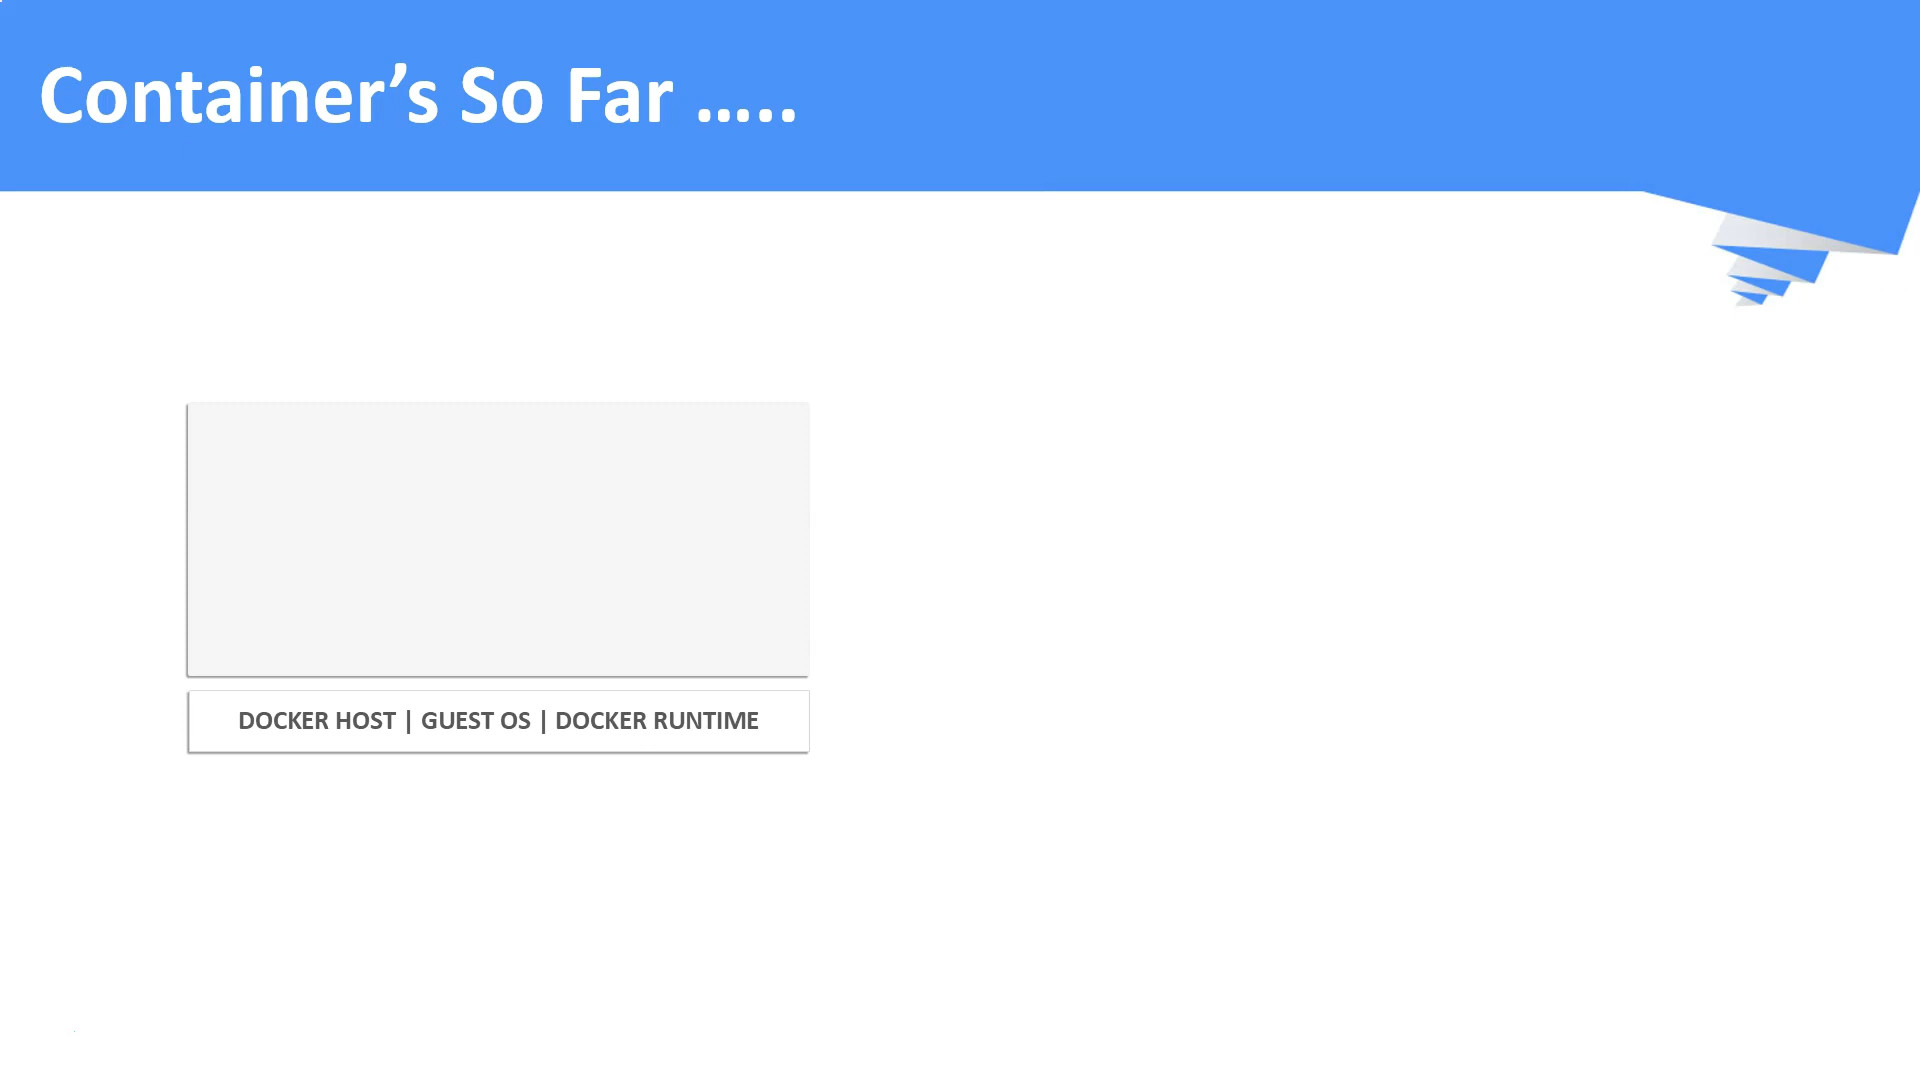 Container’s So Far …..
DOCKER HOST | GUEST OS | DOCKER RUNTIME